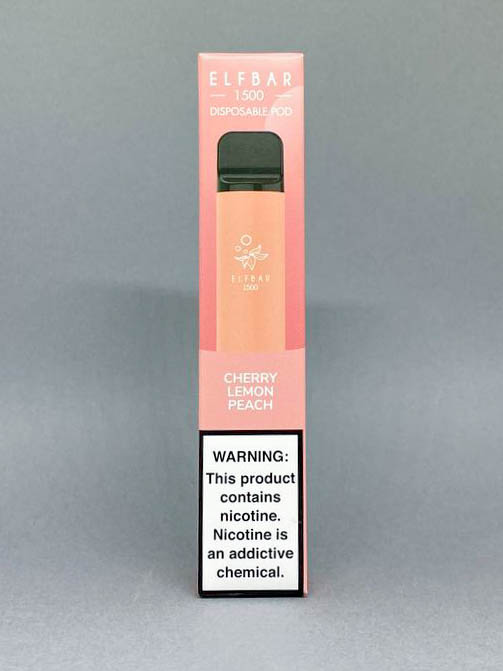 ELFBAR
1500
DISPOSABLE POD
ELFBAR
1500
CHERRY
LEMON
PEACH
WARNING:
This product
contains
nicotine.
Nicotine is
an addictive
chemical.